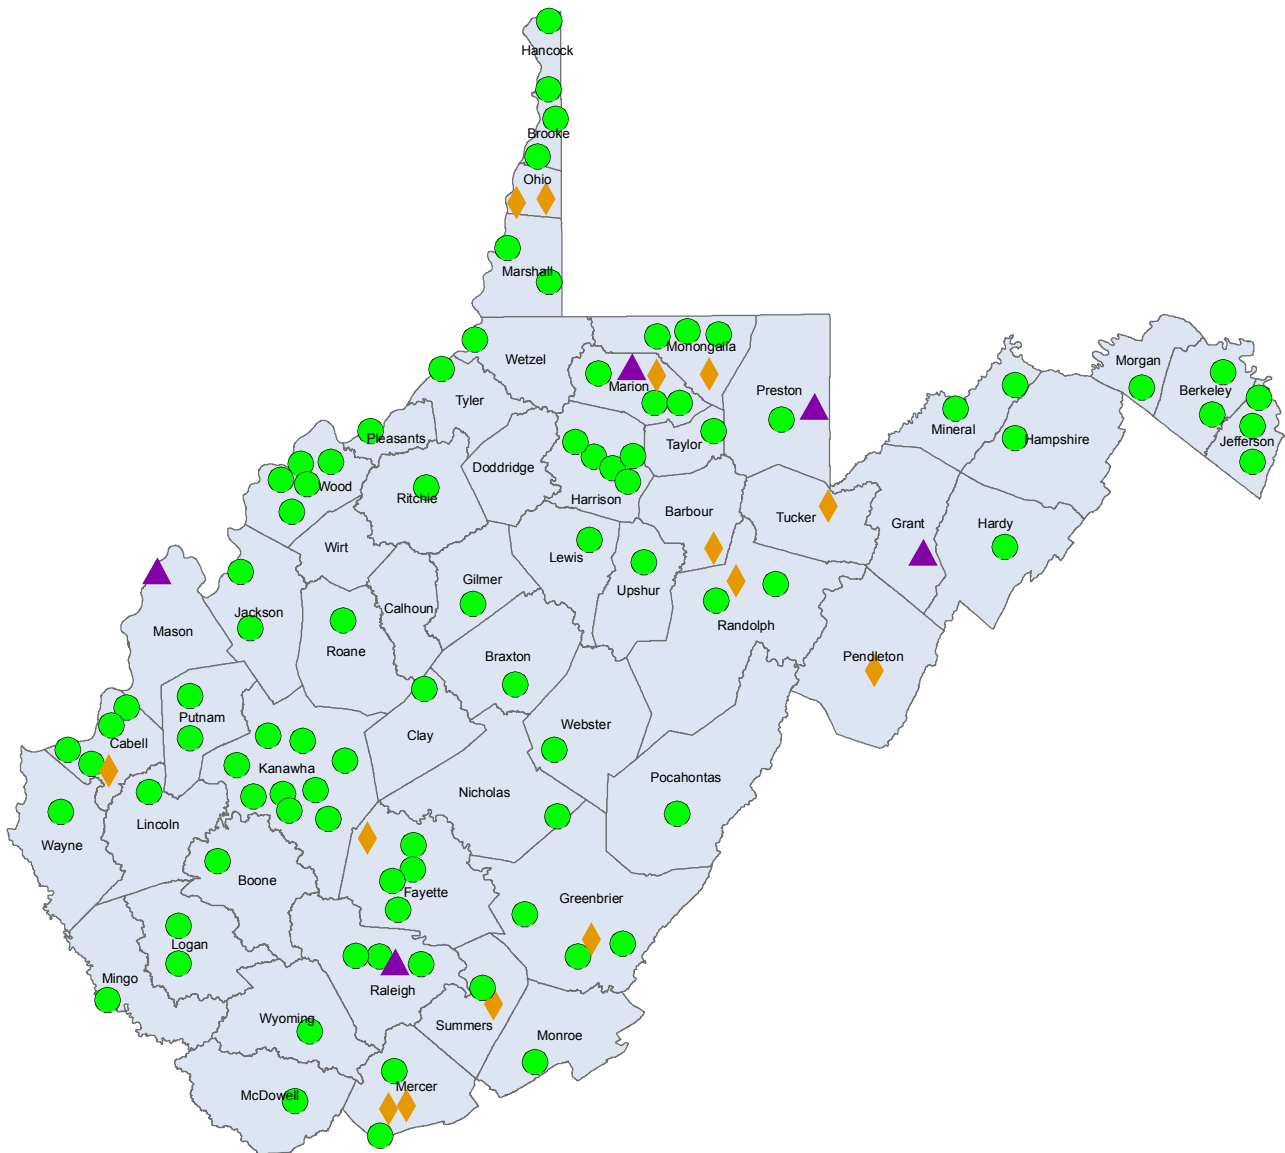 Hancock
Brooke
Ohio
Marshall
Wetzel
Monongalia
Marion
Preston
Morgan
Berkeley
Jefferson
Mineral
Hampshire
Tyler
Pleasants
Doddridge
Taylor
Harrison
Wood
Ritchie
Barbour
Tucker
Grant
Hardy
Wirt
Lewis
Gilmer
Upshur
Calhoun
Jackson
Randolph
Mason
Roane
Braxton
Pendleton
Putnam
Webster
Clay
Cabell
Kanawha
Pocahontas
Nicholas
Lincoln
Wayne
Boone
Fayette
Greenbrier
Logan
Mingo
Raleigh
Wyoming
Summers
Monroe
Mercer
McDowell